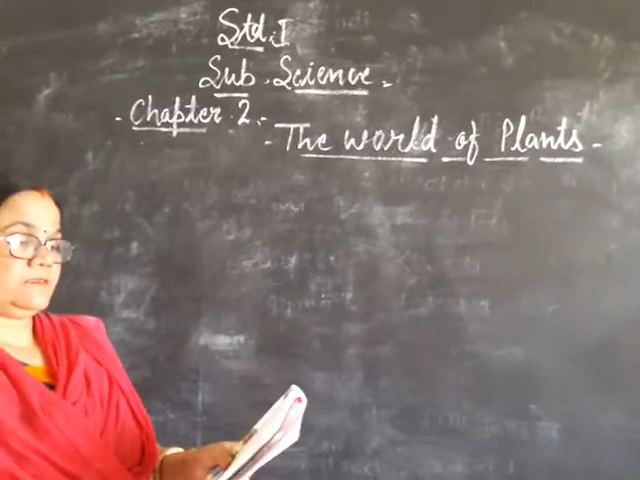 Std. I
Sub. Science -
- Chapter 2. -
- The world of Plants -